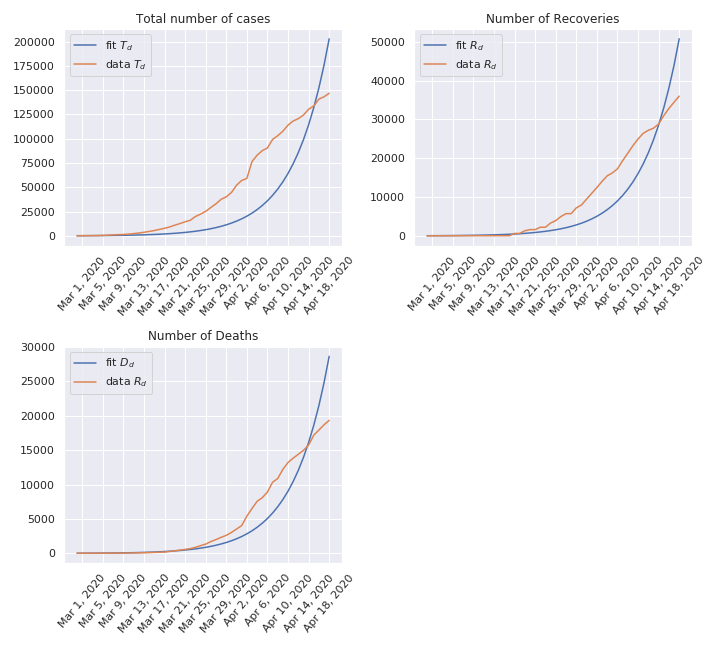 Total number of cases
fit T_d
data T_d
200000
175000
150000
125000
100000
75000
50000
25000
0
Mar 1, 2020
Mar 5, 2020
Mar 9, 2020
Mar 13, 2020
Mar 17, 2020
Mar 21, 2020
Mar 25, 2020
Mar 29, 2020
Apr 2, 2020
Apr 6, 2020
Apr 10, 2020
Apr 14, 2020
Apr 18, 2020
Number of Recoveries
fit R_d
data R_d
50000
40000
30000
20000
10000
0
Mar 1, 2020
Mar 5, 2020
Mar 9, 2020
Mar 13, 2020
Mar 17, 2020
Mar 21, 2020
Mar 25, 2020
Mar 29, 2020
Apr 2, 2020
Apr 6, 2020
Apr 10, 2020
Apr 14, 2020
Apr 18, 2020
Number of Deaths
fit D_d
data R_d
30000
25000
20000
15000
10000
5000
0
Mar 1, 2020
Mar 5, 2020
Mar 9, 2020
Mar 13, 2020
Mar 17, 2020
Mar 21, 2020
Mar 25, 2020
Mar 29, 2020
Apr 2, 2020
Apr 6, 2020
Apr 10, 2020
Apr 14, 2020
Apr 18, 2020